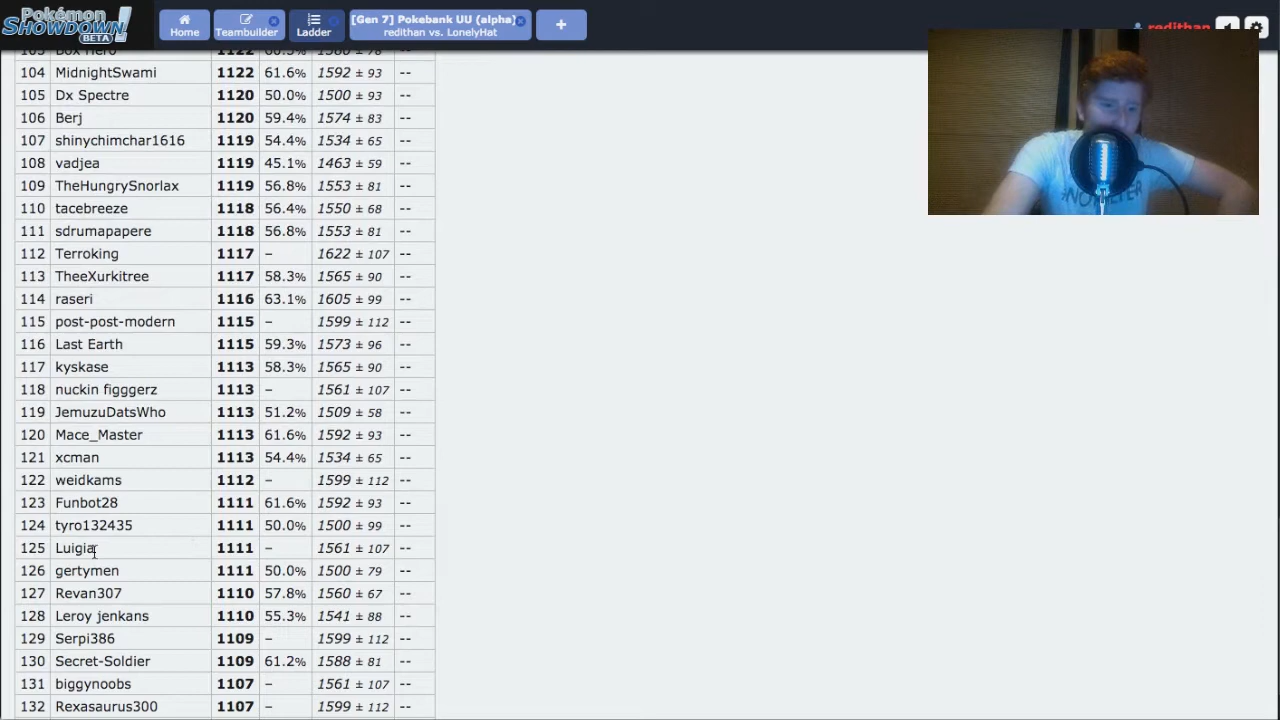 Pokémon
SHOWDOWN!
BETA
Home
Teambuilder
Ladder
[Gen 7] Pokebank UU (alpha)
redithan vs. LonelyHat
+
redithan
103 Box Hero 1122 60.3% 1580 ± 78 --
104 MidnightSwami 1122 61.6% 1592 ± 93 --
105 Dx Spectre 1120 50.0% 1500 ± 93 --
106 Berj 1120 59.4% 1574 ± 83 --
107 shinychimchar1616 1119 54.4% 1534 ± 65 --
108 vadjea 1119 45.1% 1463 ± 59 --
109 TheHungrySnorlax 1119 56.8% 1553 ± 81 --
110 tacebreeze 1118 56.4% 1550 ± 68 --
111 sdrumapapere 1118 56.8% 1553 ± 81 --
112 Terroking 1117 – 1622 ± 107 --
113 TheeXurkitree 1117 58.3% 1565 ± 90 --
114 raseri 1116 63.1% 1605 ± 99 --
115 post-post-modern 1115 – 1599 ± 112 --
116 Last Earth 1115 59.3% 1573 ± 96 --
117 kyskase 1113 58.3% 1565 ± 90 --
118 nuckin figggerz 1113 – 1561 ± 107 --
119 JemuzuDatsWho 1113 51.2% 1509 ± 58 --
120 Mace_Master 1113 61.6% 1592 ± 93 --
121 xcman 1113 54.4% 1534 ± 65 --
122 weidkams 1112 – 1599 ± 112 --
123 Funbot28 1111 61.6% 1592 ± 93 --
124 tyro132435 1111 50.0% 1500 ± 99 --
125 Luigia 1111 – 1561 ± 107 --
126 gertymen 1111 50.0% 1500 ± 79 --
127 Revan307 1110 57.8% 1560 ± 67 --
128 Leroy jenkans 1110 55.3% 1541 ± 88 --
129 Serpi386 1109 – 1599 ± 112 --
130 Secret-Soldier 1109 61.2% 1588 ± 81 --
131 biggynoobs 1107 – 1561 ± 107 --
132 Rexasaurus300 1107 – 1599 ± 112 --